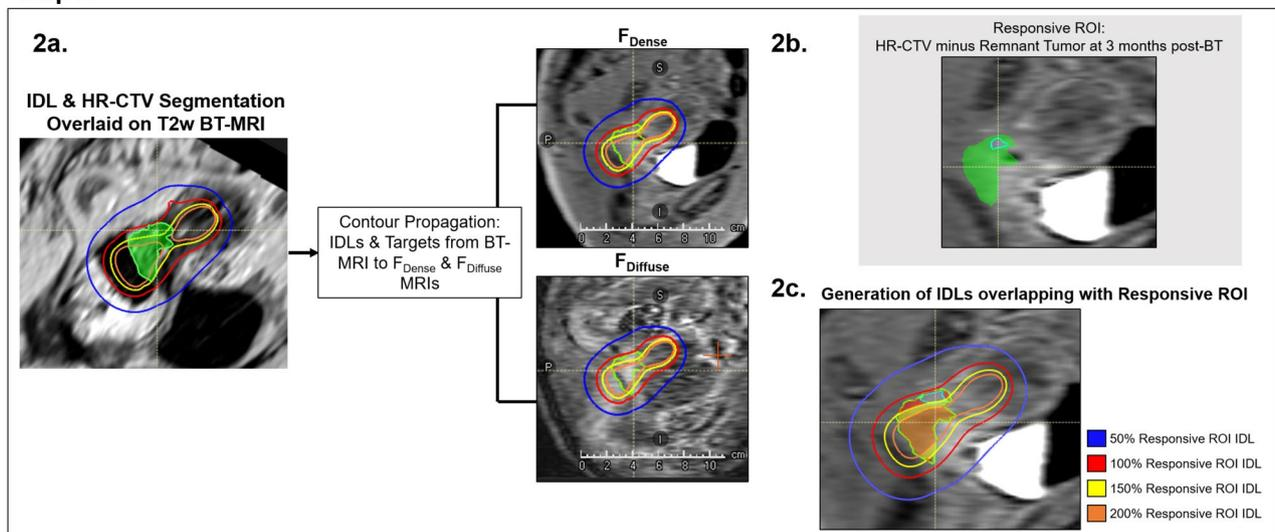 2a.
IDL & HR-CTV Segmentation
Overlaid on T2w BT-MRI
Contour Propagation:
IDLs & Targets from BT-
MRI to FDense & FDiffuse
MRIs
FDense
S
P
I
0 2 4 6 8 10 cm
FDiffuse
S
P
I
0 2 4 6 8 10 cm
2b.
Responsive ROI:
HR-CTV minus Remnant Tumor at 3 months post-BT
2c. Generation of IDLs overlapping with Responsive ROI
50% Responsive ROI IDL
100% Responsive ROI IDL
150% Responsive ROI IDL
200% Responsive ROI IDL